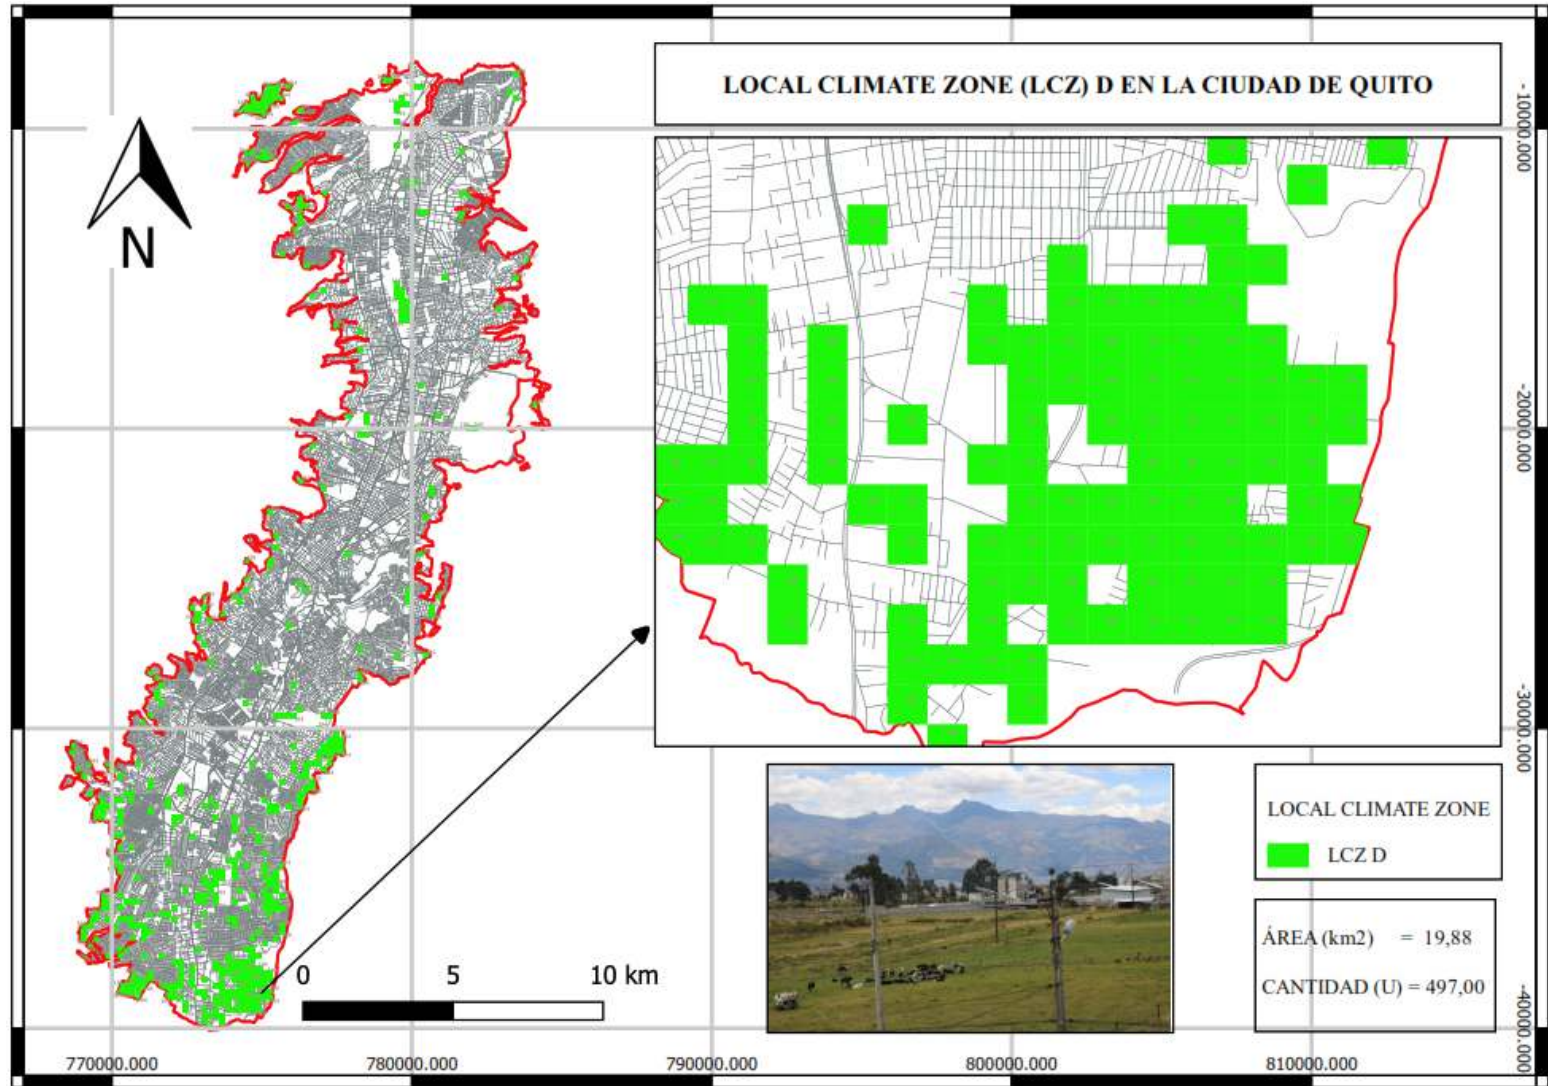 LOCAL CLIMATE ZONE (LCZ) D EN LA CIUDAD DE QUITO
N
-10000.000
-20000.000
-30000.000
-40000.000
LOCAL CLIMATE ZONE
LCZ D
ÁREA (km2) = 19,88
CANTIDAD (U) = 497,00
0 5 10 km
770000.000 780000.000 790000.000 800000.000 810000.000